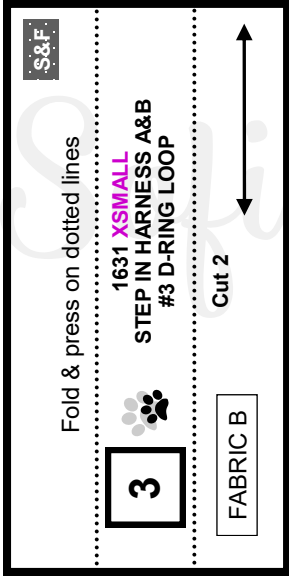 S&F
Fold & press on dotted lines
3
1631 XSMALL
STEP IN HARNESS A&B
#3 D-RING LOOP
FABRIC B
Cut 2